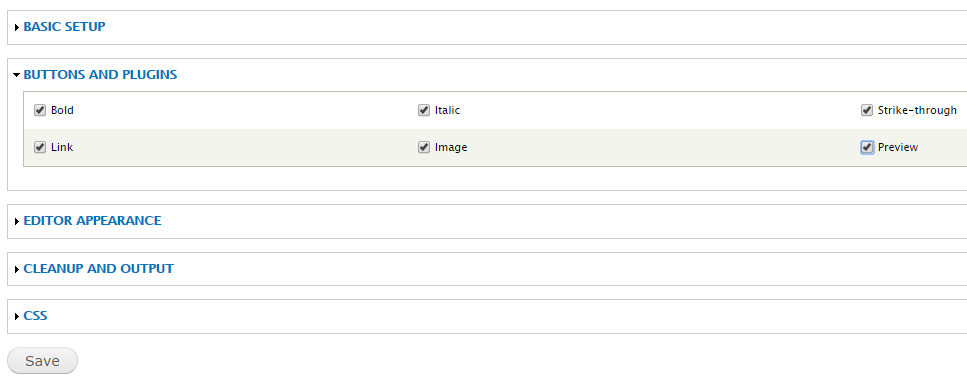 BASIC SETUP
BUTTONS AND PLUGINS
Bold Italic Strike-through
Link Image Preview
EDITOR APPEARANCE
CLEANUP AND OUTPUT
CSS
Save